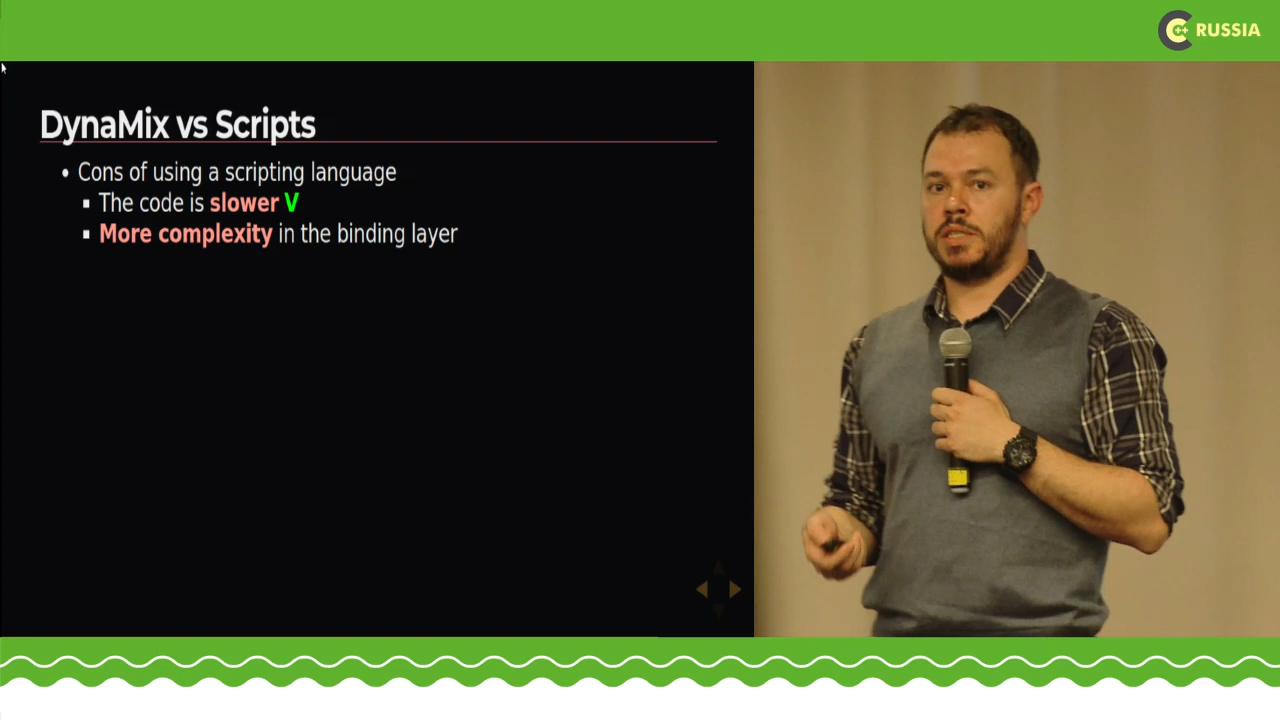 C++ RUSSIA
DynaMix vs Scripts
• Cons of using a scripting language
▪ The code is slower V
▪ More complexity in the binding layer